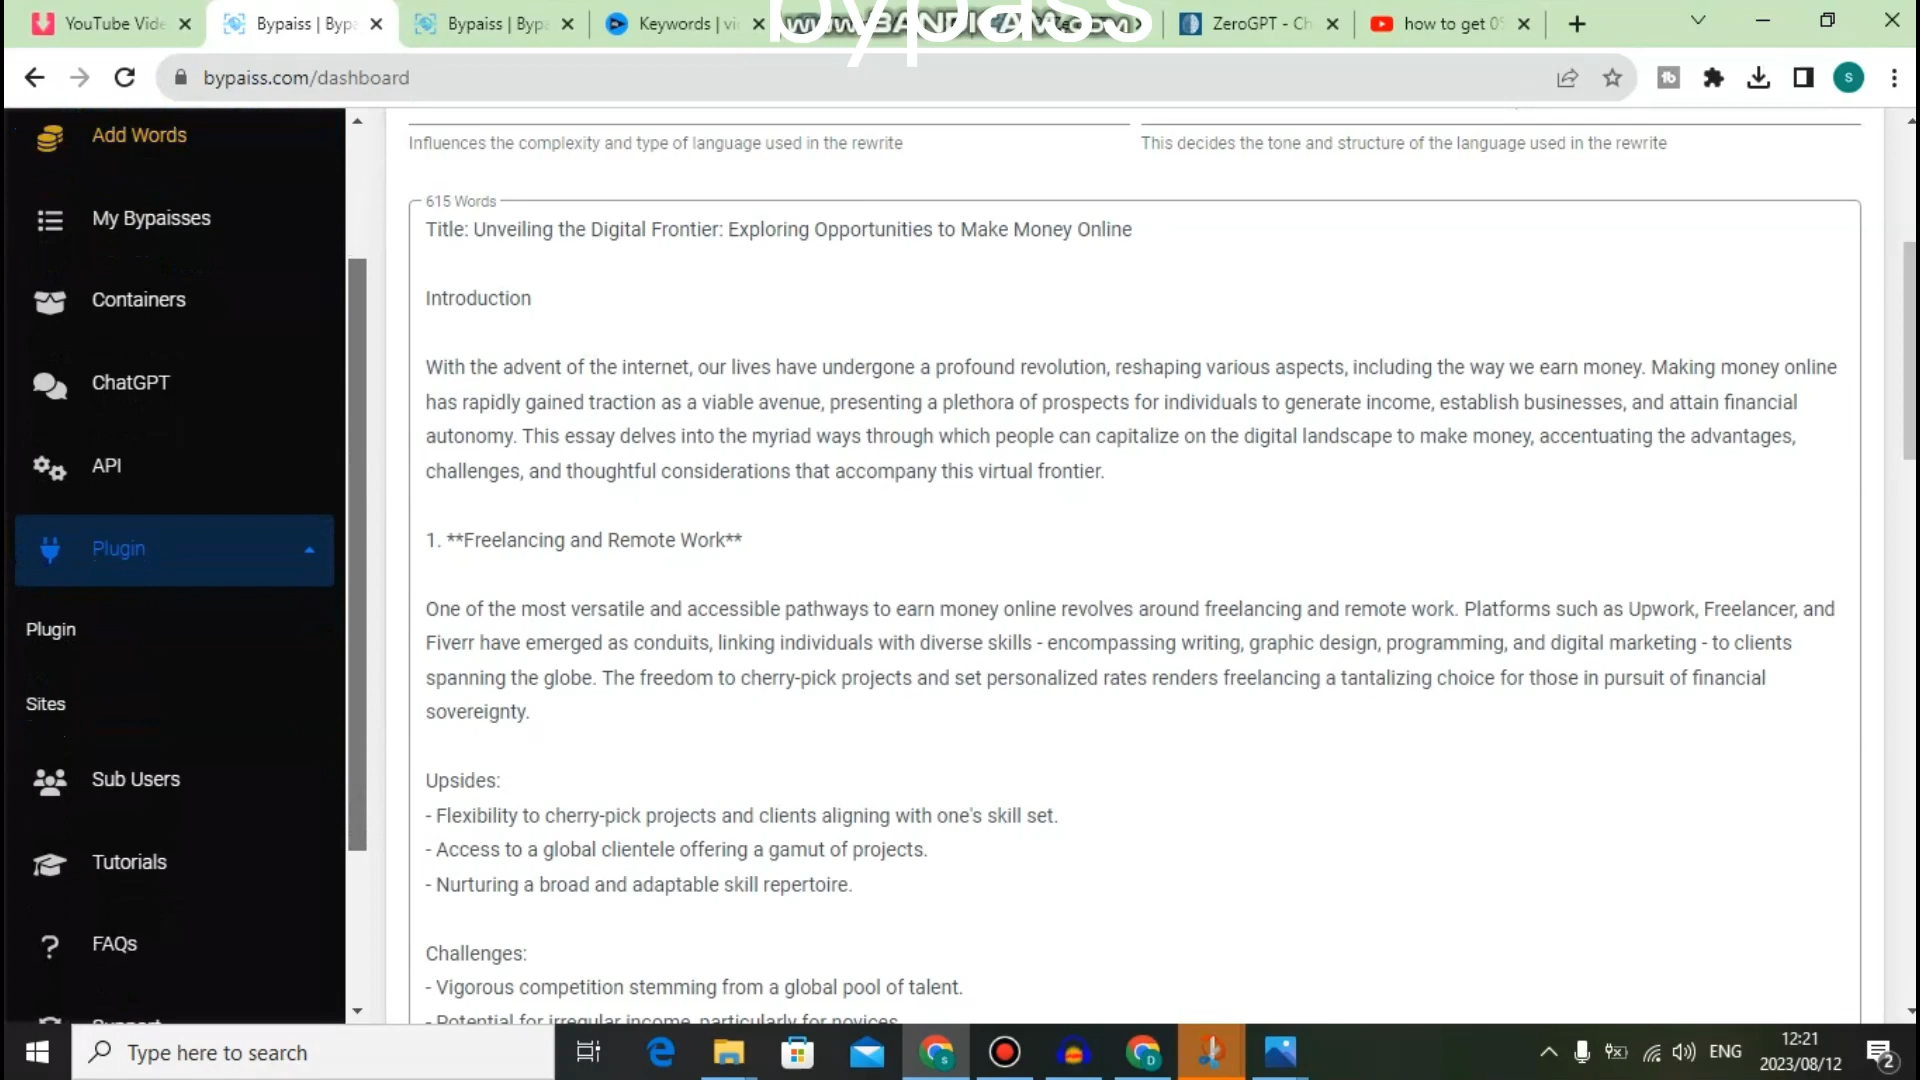 YouTube Vide
Bypaiss | Byp
Bypaiss | Byp
Keywords | vi
www.BANDICAM.com
bypass
ZeroGPT - Ch
how to get 0
bypaiss.com/dashboard
S
Add Words
My Bypaisses
Containers
ChatGPT
API
Plugin
Plugin
Sites
Sub Users
Tutorials
FAQs
Support
Influences the complexity and type of language used in the rewrite
This decides the tone and structure of the language used in the rewrite
615 Words
Title: Unveiling the Digital Frontier: Exploring Opportunities to Make Money Online
Introduction
With the advent of the internet, our lives have undergone a profound revolution, reshaping various aspects, including the way we earn money. Making money online
has rapidly gained traction as a viable avenue, presenting a plethora of prospects for individuals to generate income, establish businesses, and attain financial
autonomy. This essay delves into the myriad ways through which people can capitalize on the digital landscape to make money, accentuating the advantages,
challenges, and thoughtful considerations that accompany this virtual frontier.
1. **Freelancing and Remote Work**
One of the most versatile and accessible pathways to earn money online revolves around freelancing and remote work. Platforms such as Upwork, Freelancer, and
Fiverr have emerged as conduits, linking individuals with diverse skills - encompassing writing, graphic design, programming, and digital marketing - to clients
spanning the globe. The freedom to cherry-pick projects and set personalized rates renders freelancing a tantalizing choice for those in pursuit of financial
sovereignty.
Upsides:
- Flexibility to cherry-pick projects and clients aligning with one's skill set.
- Access to a global clientele offering a gamut of projects.
- Nurturing a broad and adaptable skill repertoire.
Challenges:
- Vigorous competition stemming from a global pool of talent.
- Potential for irregular income, particularly for novices.
Type here to search
ENG
12:21
2023/08/12
2